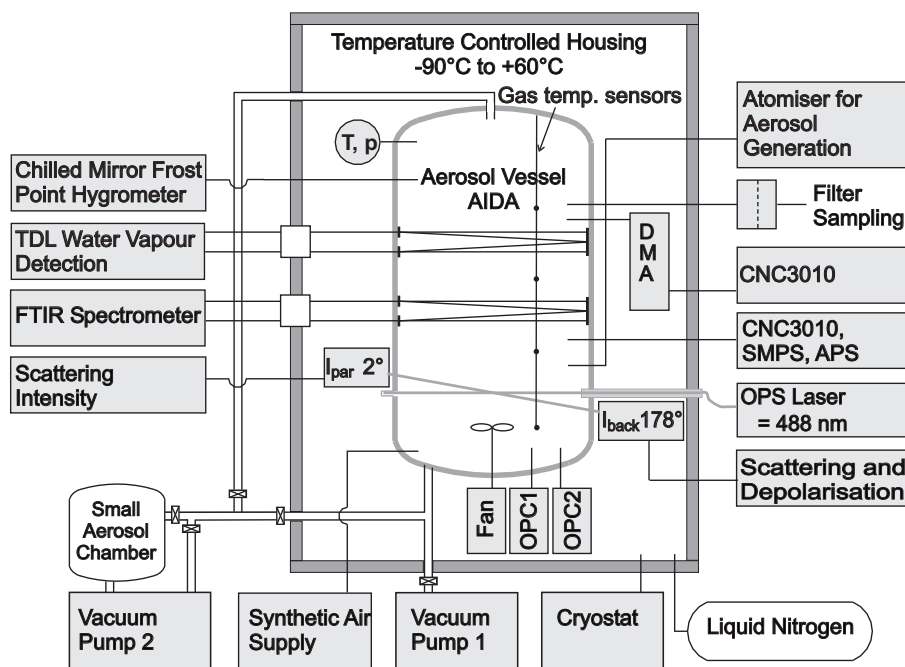 Temperature Controlled Housing
-90°C to +60°C
Gas temp. sensors
T, p
Aerosol Vessel
AIDA
Chilled Mirror Frost
Point Hygrometer
TDL Water Vapour
Detection
FTIR Spectrometer
Scattering
Intensity
Ipar 2°
Iback178°
Atomiser for
Aerosol
Generation
Filter
Sampling
D
M
A
CNC3010
CNC3010,
SMPS, APS
OPS Laser
= 488 nm
Scattering and
Depolarisation
Fan
OPC1
OPC2
Small
Aerosol
Chamber
Vacuum
Pump 2
Synthetic Air
Supply
Vacuum
Pump 1
Cryostat
Liquid Nitrogen